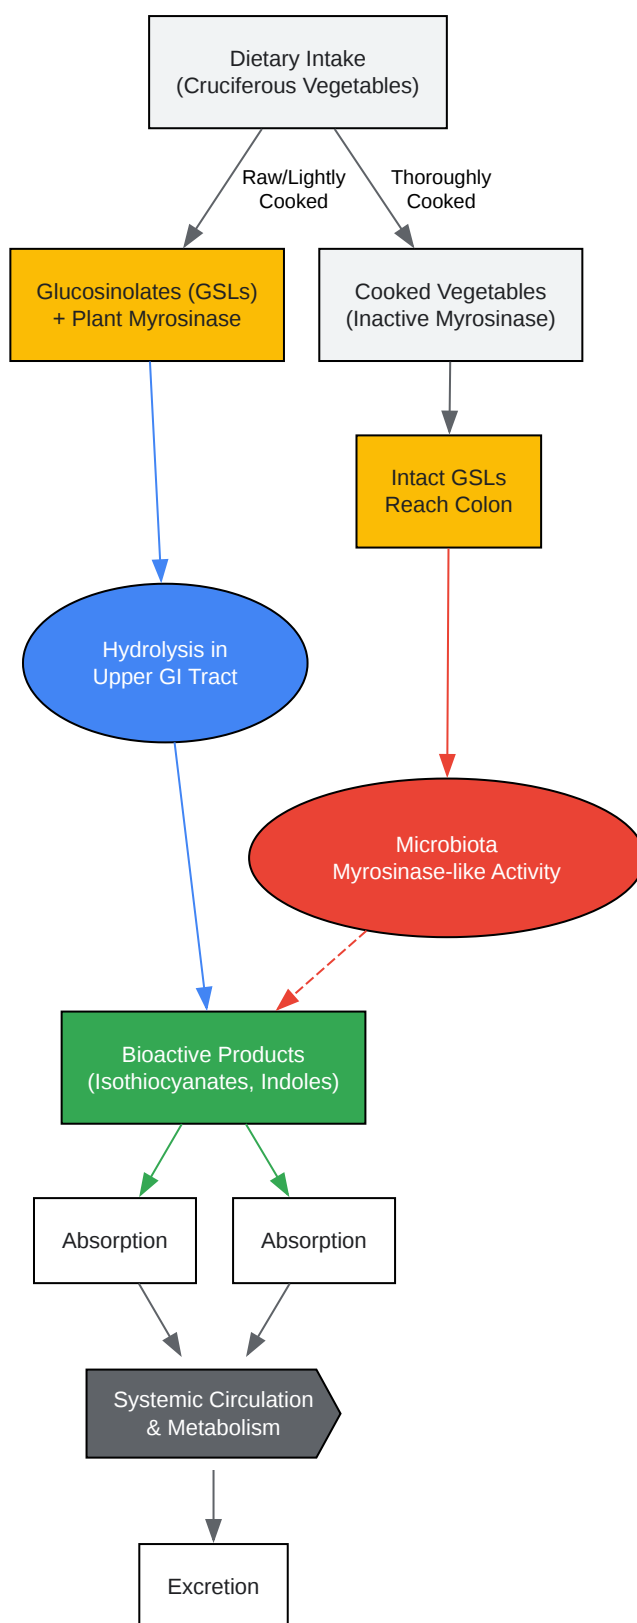 Dietary Intake
(Cruciferous Vegetables)
Raw/Lightly
Cooked
Thoroughly
Cooked
Glucosinolates (GSLs)
+ Plant Myrosinase
Cooked Vegetables
(Inactive Myrosinase)
Intact GSLs
Reach Colon
Hydrolysis in
Upper GI Tract
Microbiota
Myrosinase-like Activity
Bioactive Products
(Isothiocyanates, Indoles)
Absorption
Absorption
Systemic Circulation
& Metabolism
Excretion